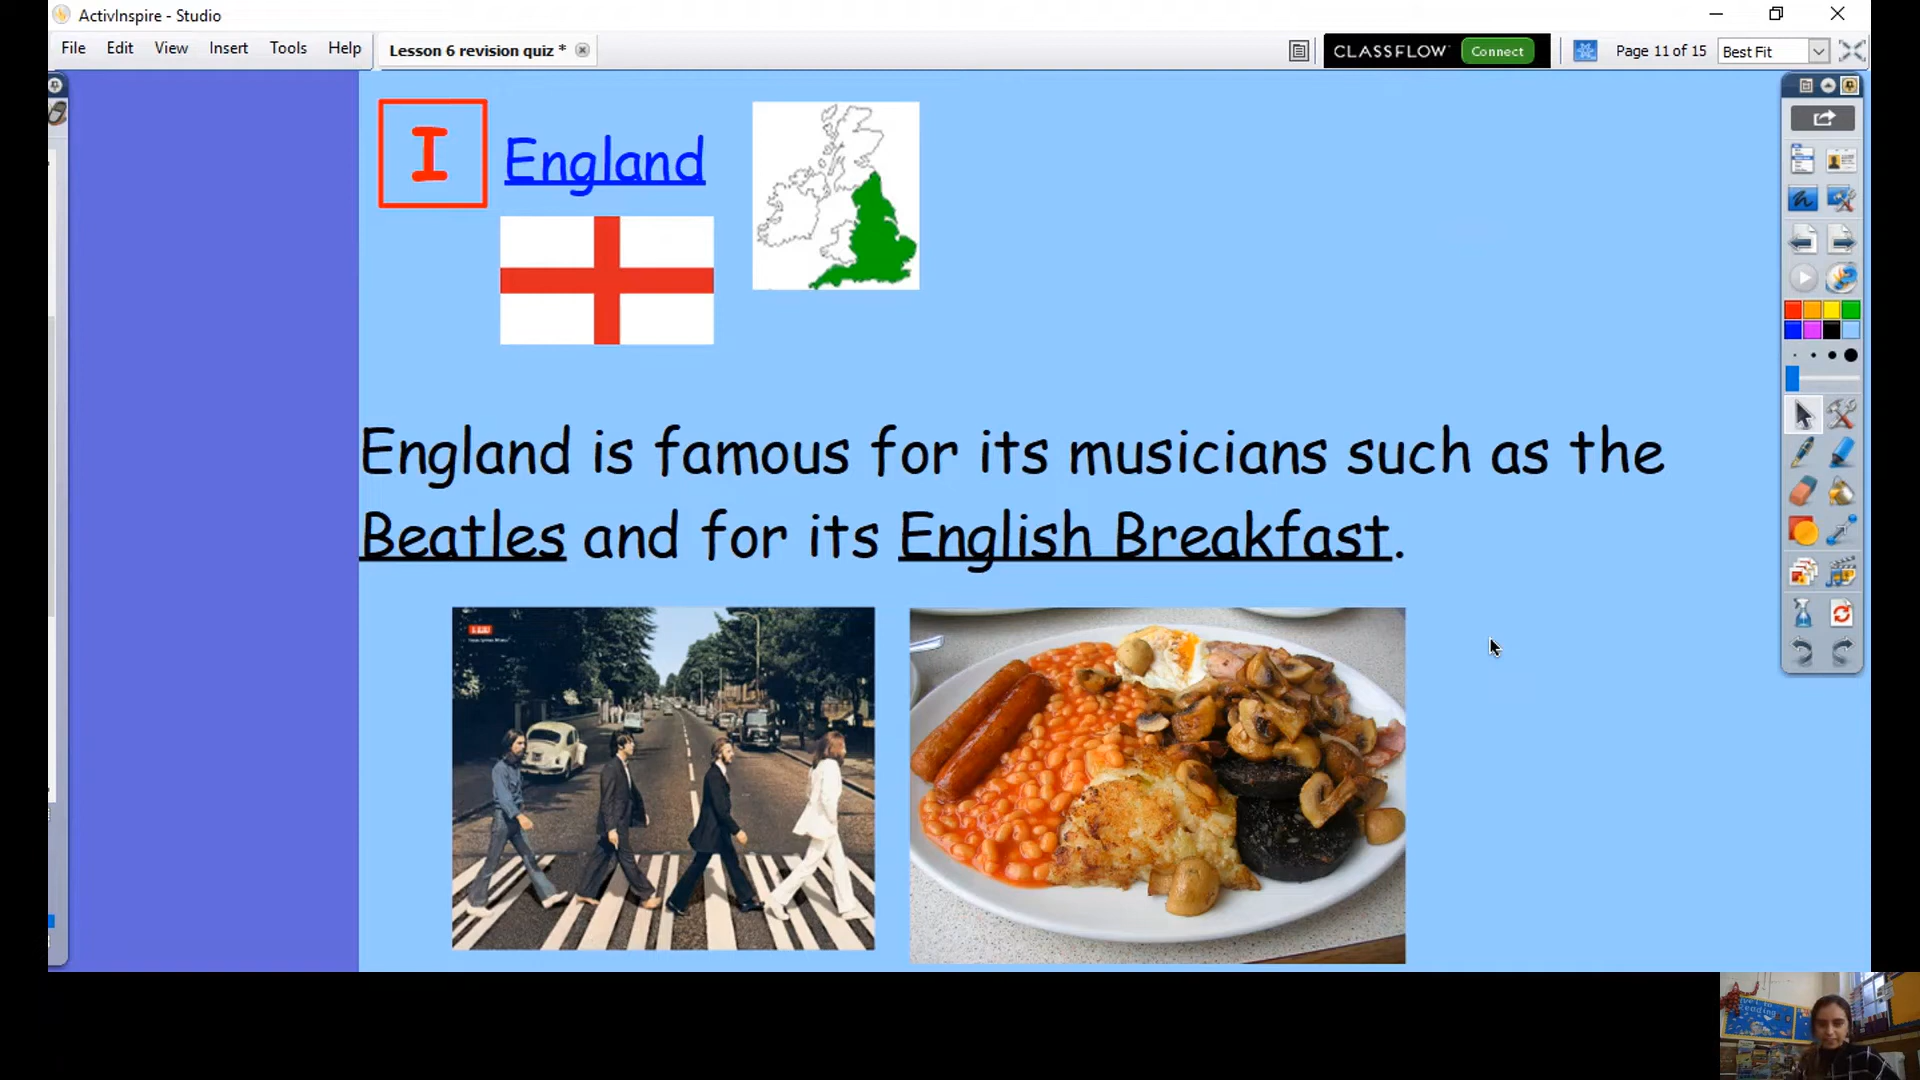 ActivInspire - Studio
File Edit View Insert Tools Help
Lesson 6 revision quiz *
CLASSFLOW Connect
Page 11 of 15
Best Fit
I
England
England is famous for its musicians such as the
Beatles and for its English Breakfast.